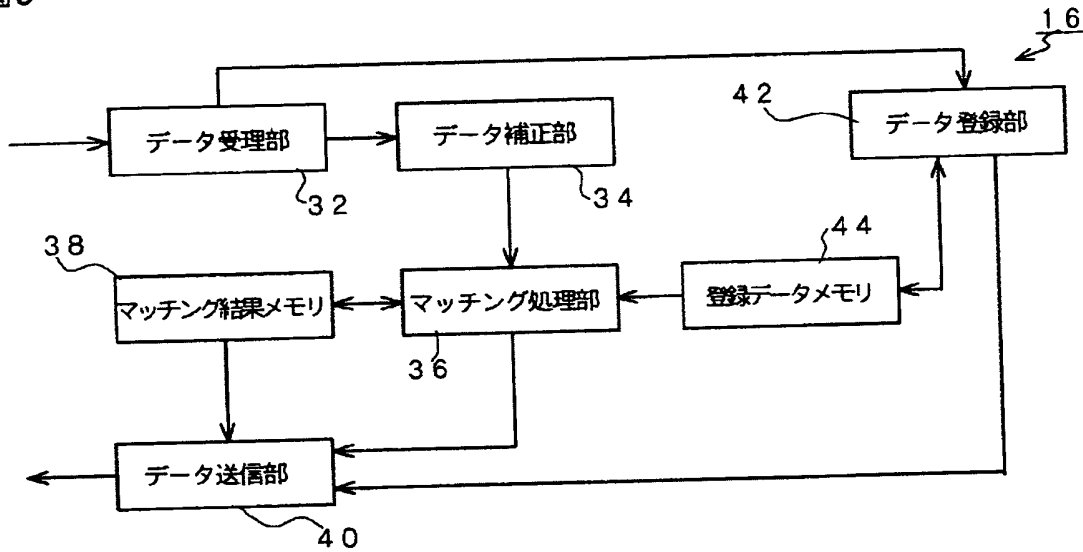 １６
データ受理部
３２
データ補正部
３４
４２
データ登録部
３８
マッチング結果メモリ
マッチング処理部
３６
４４
登録データメモリ
データ送信部
４０